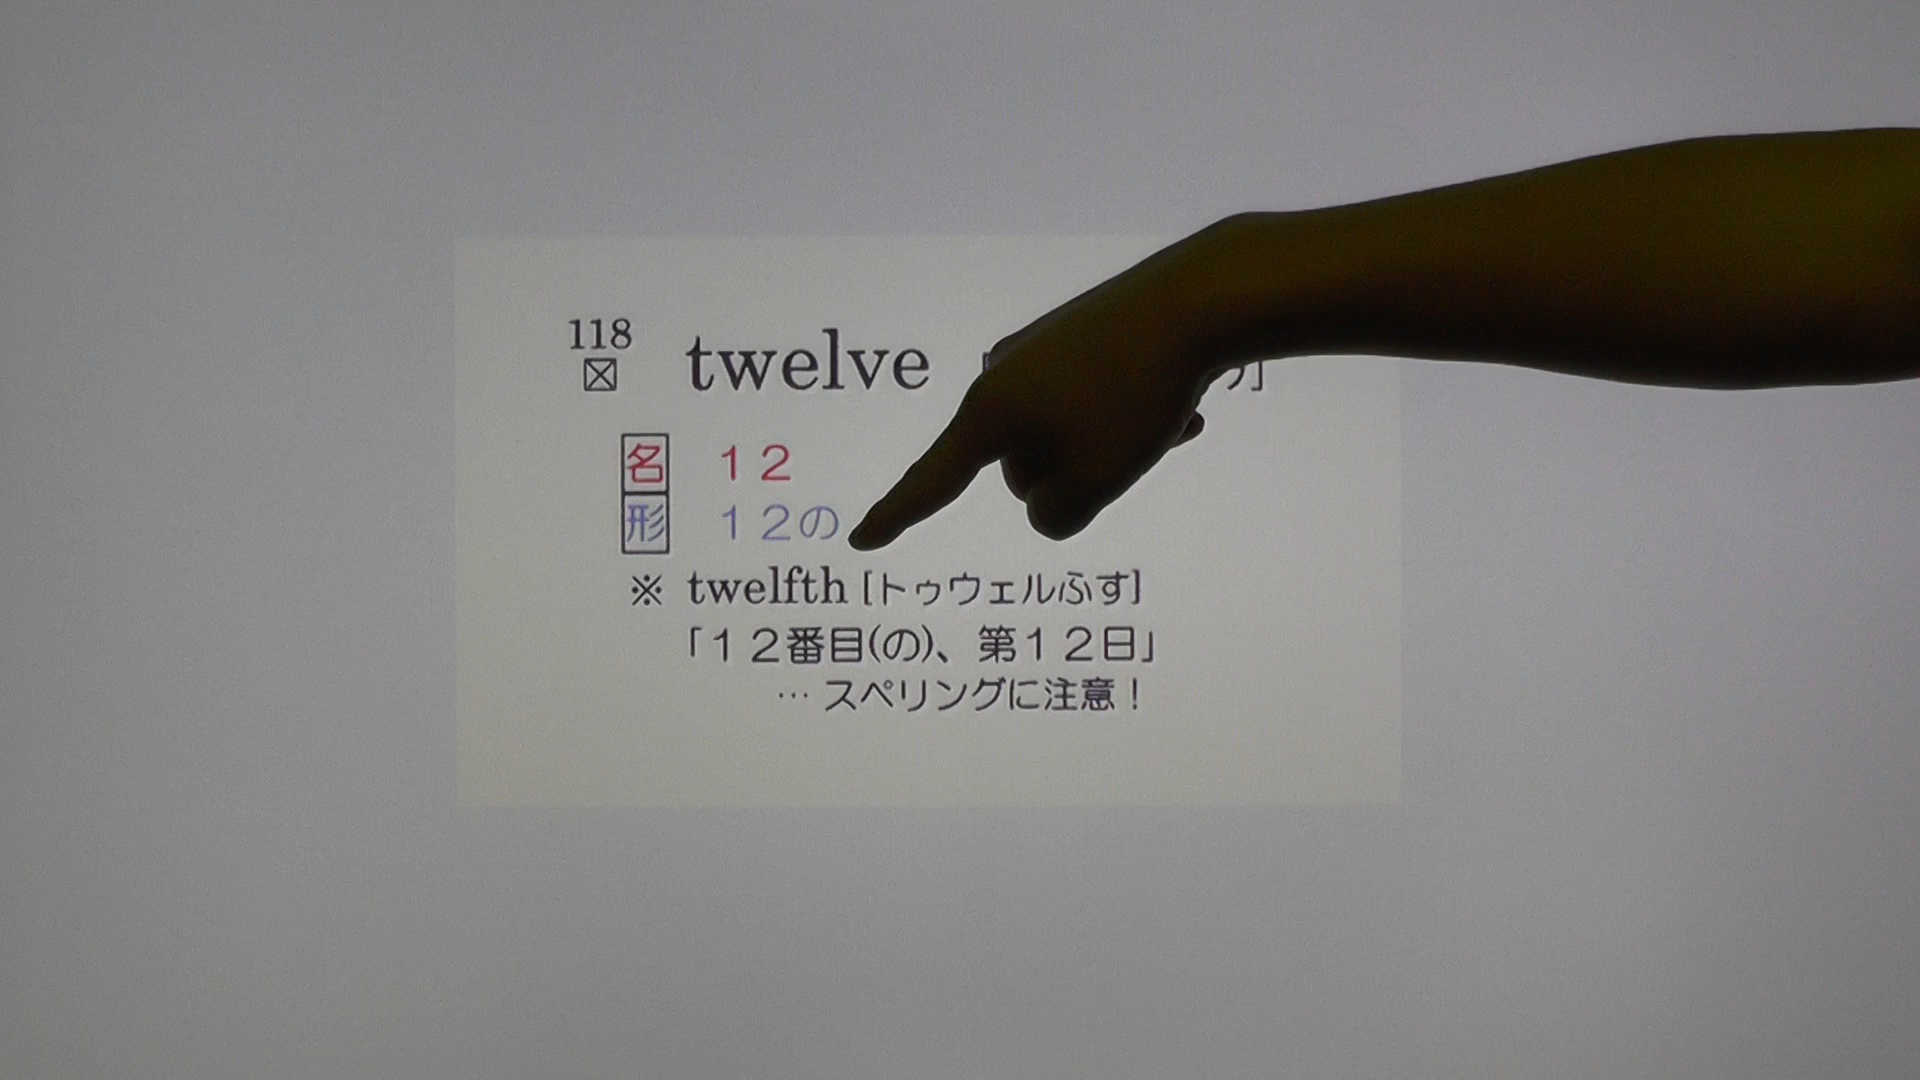 118
twelve
名 12
形 12の
※ twelfth [トゥウェルふす]
「12番目(の)、第12日」
… スペリングに注意！